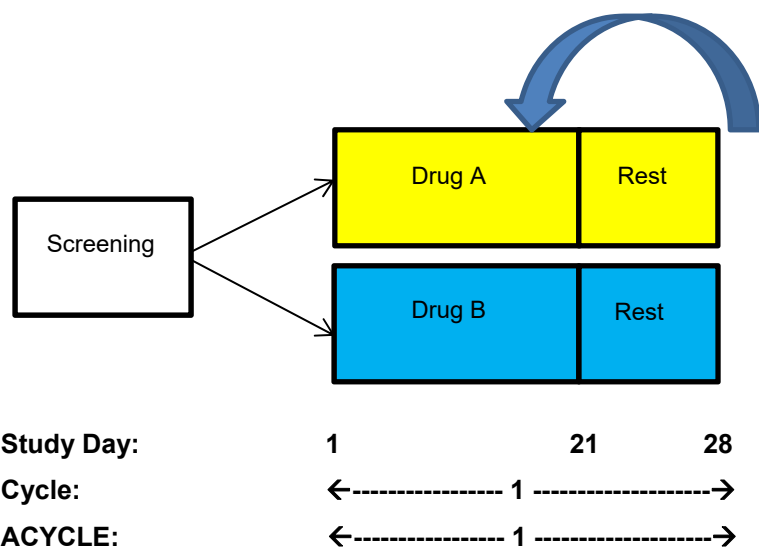 Drug A Rest
Screening
Drug B Rest
Study Day: 1 21 28
Cycle: ←----------------- 1 --------------------→
ACYCLE: ←----------------- 1 --------------------→